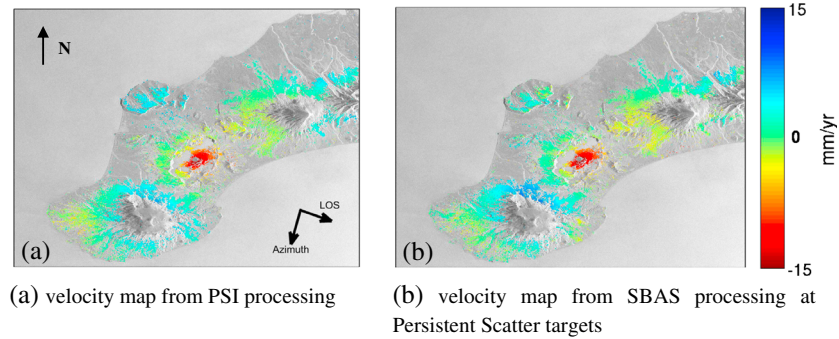 N
LOS
Azimuth
(a)
(b)
15
0
-15
mm/yr
(a) velocity map from PSI processing
(b) velocity map from SBAS processing at
Persistent Scatter targets